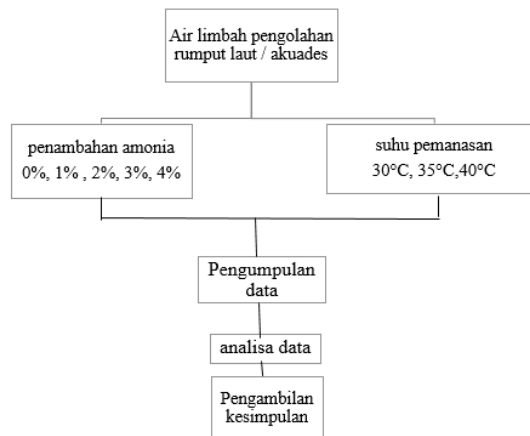 Air limbah pengolahan
rumput laut / akuades
penambahan amonia
0%, 1% , 2%, 3%, 4%
suhu pemanasan
30°C, 35°C,40°C
Pengumpulan
data
analisa data
Pengambilan
kesimpulan